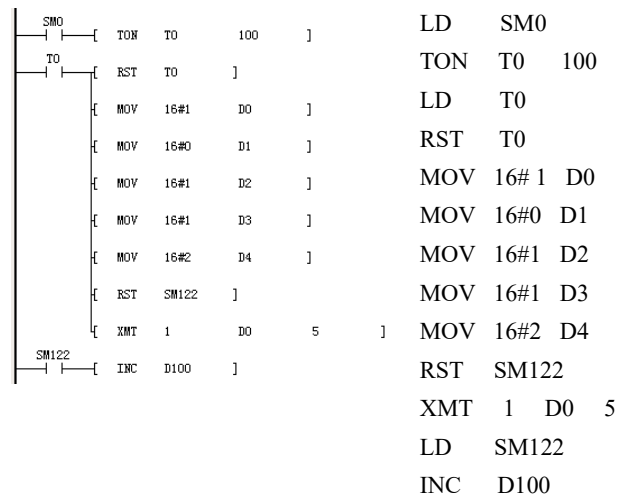 SM0
TON T0 100 ]
T0
RST T0 ]
MOV 16#1 D0 ]
MOV 16#0 D1 ]
MOV 16#1 D2 ]
MOV 16#1 D3 ]
MOV 16#2 D4 ]
RST SM122 ]
XMT 1 D0 5 ]
SM122
INC D100 ]
LD SM0
TON T0 100
LD T0
RST T0
MOV 16# 1 D0
MOV 16#0 D1
MOV 16#1 D2
MOV 16#1 D3
MOV 16#2 D4
RST SM122
XMT 1 D0 5
LD SM122
INC D100